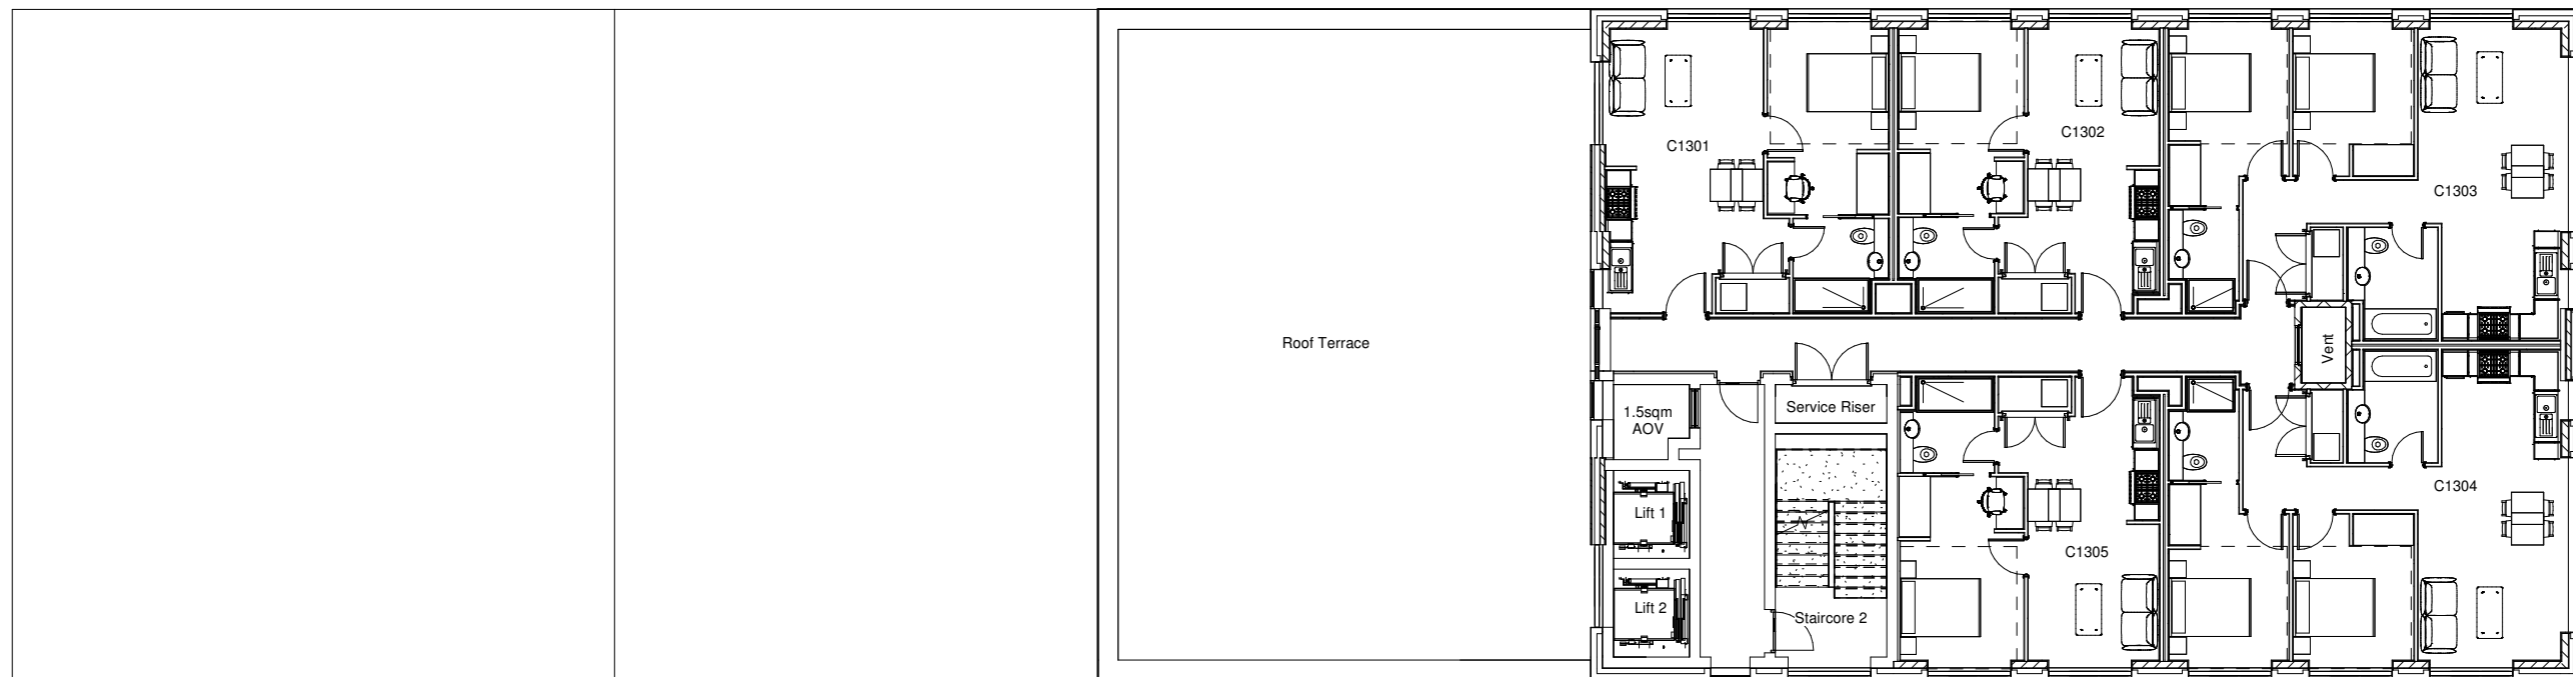 C1301
C1302
C1303
Roof Terrace
Vent
1.5sqm
AOV
Service Riser
Lift 1
C1304
C1305
Lift 2
Staircore 2